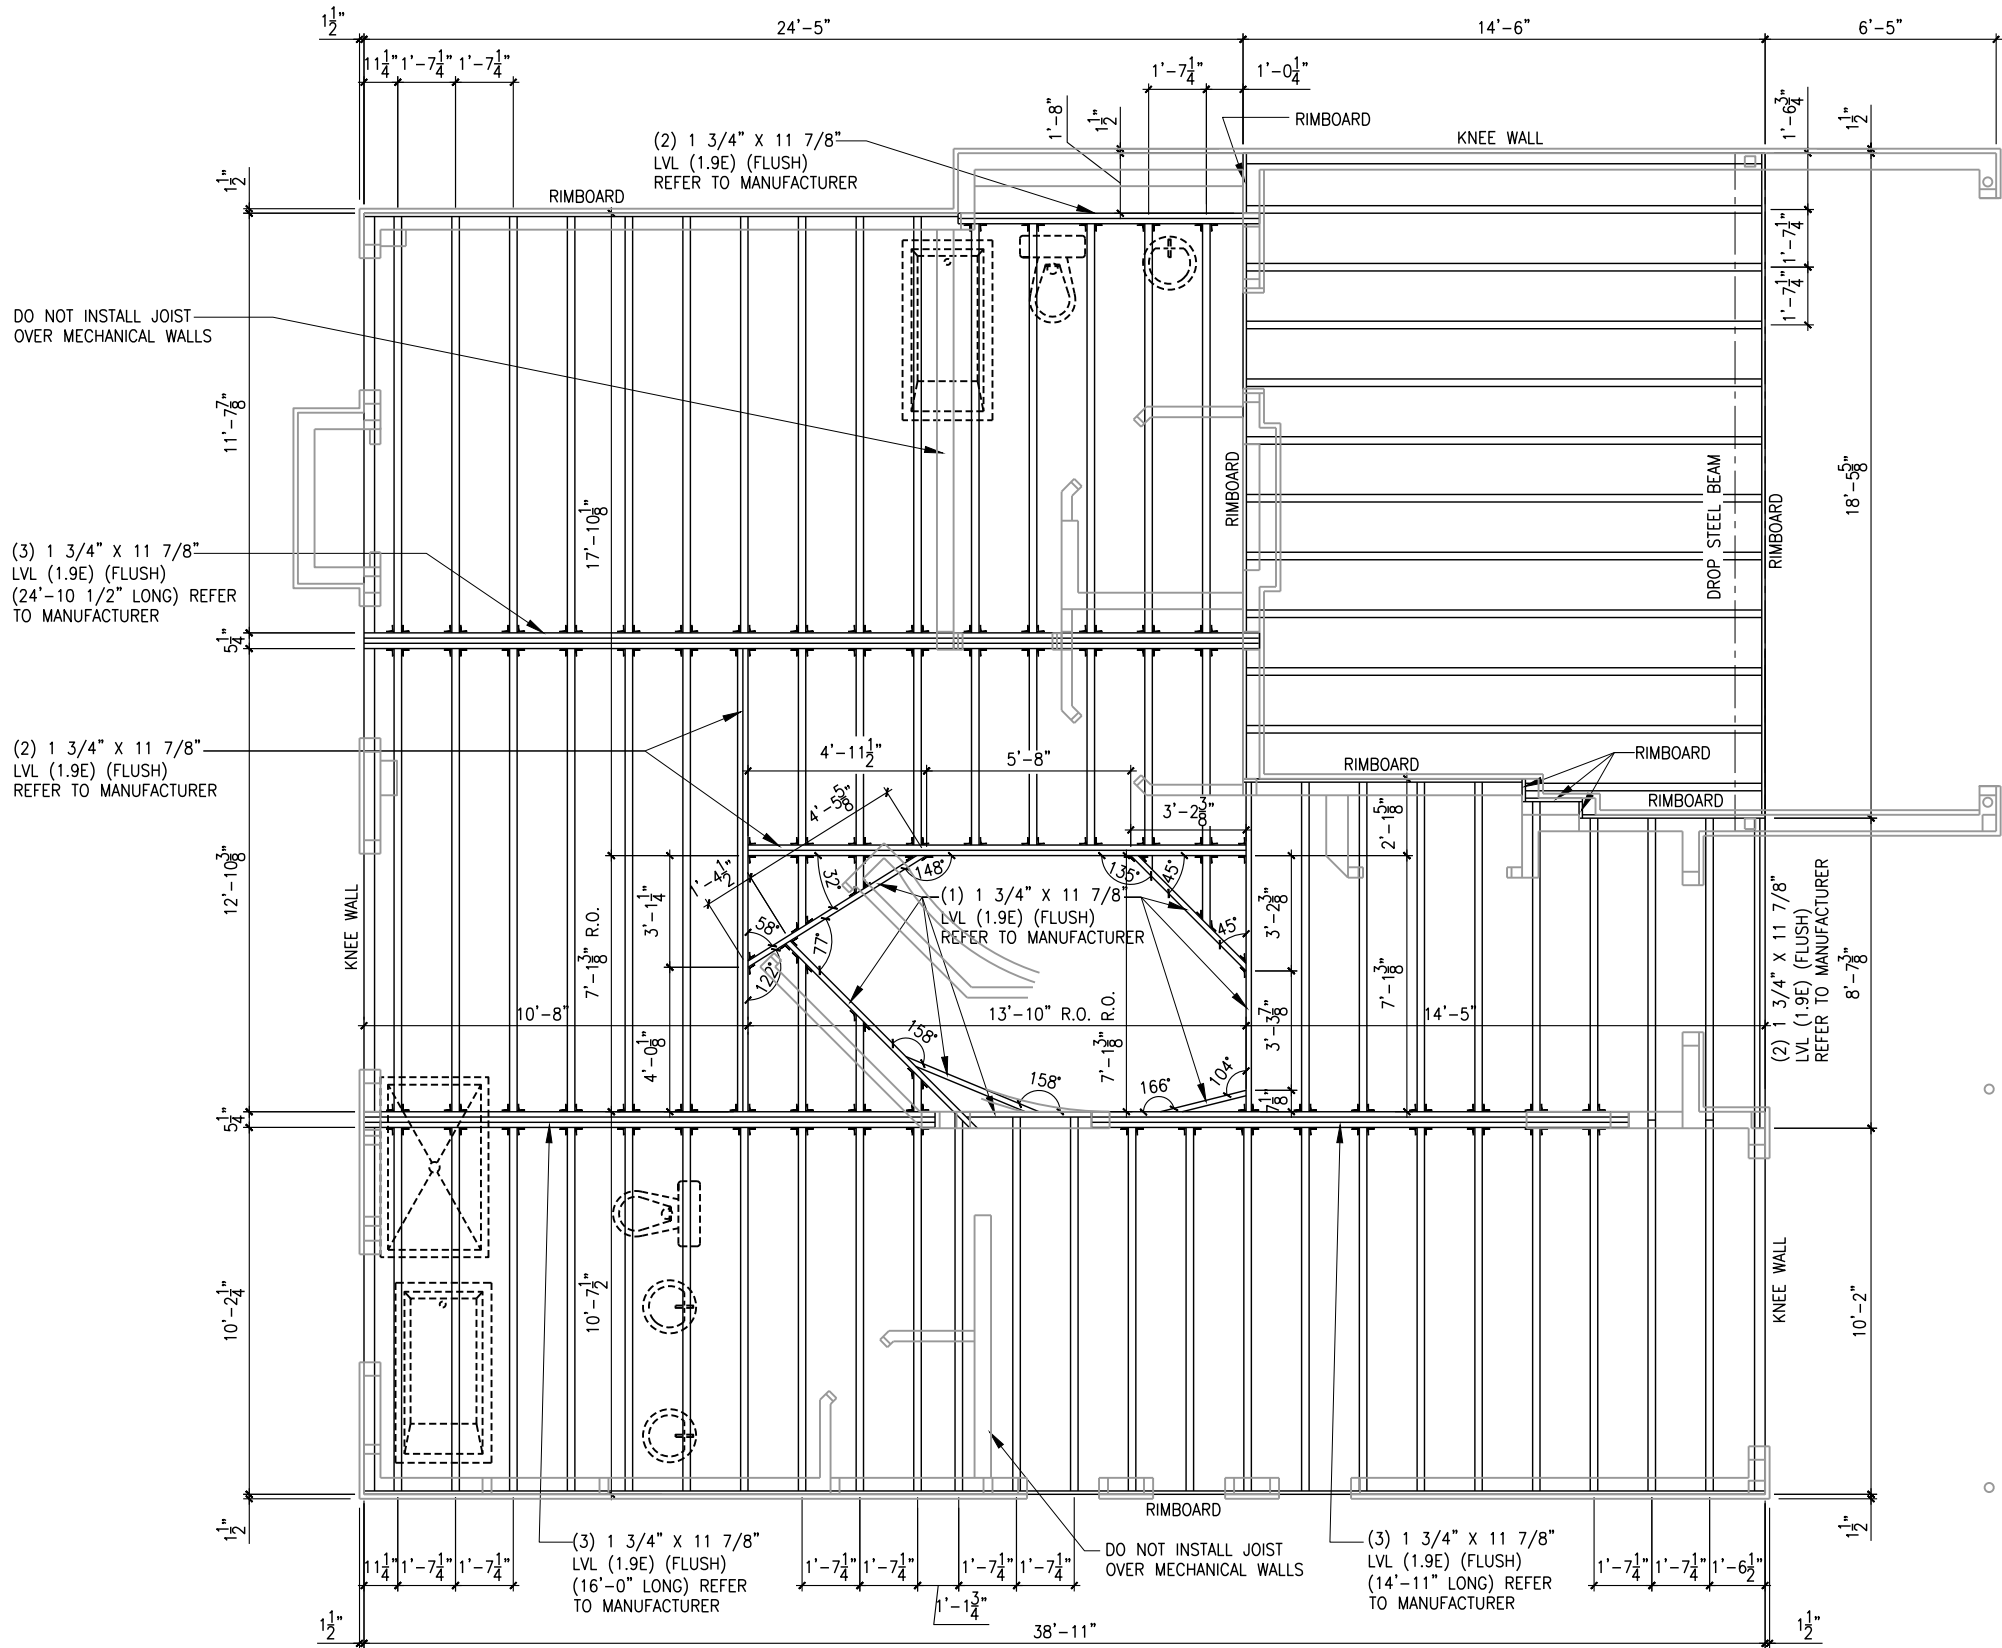 1 1/2"
24'-5"
14'-6"
6'-5"
11 1/4"
1'-7 1/4"
1'-7 1/4"
1'-7 1/4"
1'-0 1/4"
1'-8"
1 1/2"
RIMBOARD
KNEE WALL
1'-6 3/4"
1 1/2"
(2) 1 3/4" X 11 7/8"
LVL (1.9E) (FLUSH)
REFER TO MANUFACTURER
1 1/2"
RIMBOARD
1'-7 1/4"
1'-7 1/4"
DO NOT INSTALL JOIST
OVER MECHANICAL WALLS
11'-7 7/8"
17'-10 1/8"
RIMBOARD
DROP STEEL BEAM
RIMBOARD
18'-5 5/8"
(3) 1 3/4" X 11 7/8"
LVL (1.9E) (FLUSH)
(24'-10 1/2" LONG) REFER
TO MANUFACTURER
5 1/4"
(2) 1 3/4" X 11 7/8"
LVL (1.9E) (FLUSH)
REFER TO MANUFACTURER
4'-11 1/2"
5'-8"
RIMBOARD
RIMBOARD
RIMBOARD
4'-5 5/8"
3'-2 3/8"
2'-1 5/8"
12'-10 3/8"
1'-4 1/2"
32°
148°
135°
45°
(1) 1 3/4" X 11 7/8"
LVL (1.9E) (FLUSH)
REFER TO MANUFACTURER
KNEE WALL
7'-1 3/8" R.O.
3'-1 1/4"
58°
77°
122°
45°
3'-2 3/8"
7'-1 3/8"
(2) 1 3/4" X 11 7/8"
LVL (1.9E) (FLUSH)
REFER TO MANUFACTURER
8'-7 3/8"
10'-8"
13'-10" R.O.
14'-5"
4'-0 1/8"
158°
158°
7'-1 3/8" R.O.
166°
104°
3'-3 7/8"
7 1/8"
5 1/4"
10'-2 1/4"
10'-7 1/2"
KNEE WALL
10'-2"
1 1/2"
RIMBOARD
1 1/2"
11 1/4"
1'-7 1/4"
1'-7 1/4"
(3) 1 3/4" X 11 7/8"
LVL (1.9E) (FLUSH)
(16'-0" LONG) REFER
TO MANUFACTURER
1'-7 1/4"
1'-7 1/4"
1'-1 3/4"
1'-7 1/4"
1'-7 1/4"
DO NOT INSTALL JOIST
OVER MECHANICAL WALLS
(3) 1 3/4" X 11 7/8"
LVL (1.9E) (FLUSH)
(14'-11" LONG) REFER
TO MANUFACTURER
1'-7 1/4"
1'-7 1/4"
1'-6 1/2"
1 1/2"
38'-11"
1 1/2"